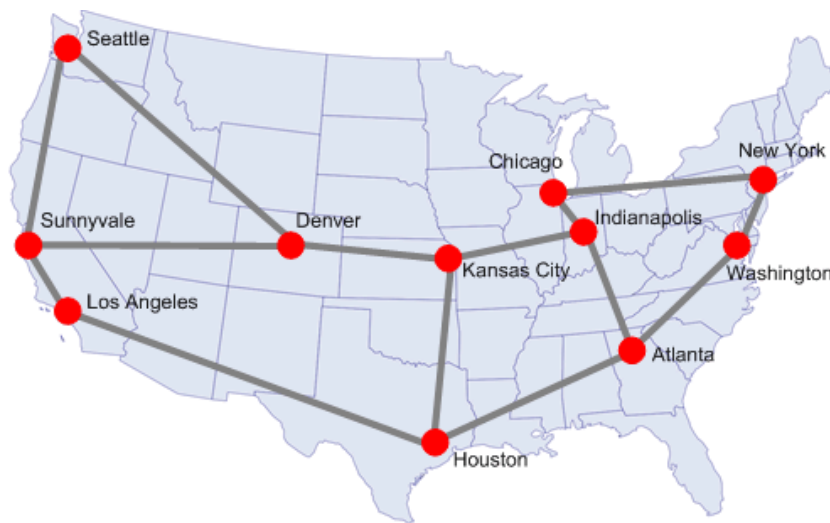 Seattle
Chicago
New York
Sunnyvale
Denver
Indianapolis
Kansas City
Washington
Los Angeles
Atlanta
Houston